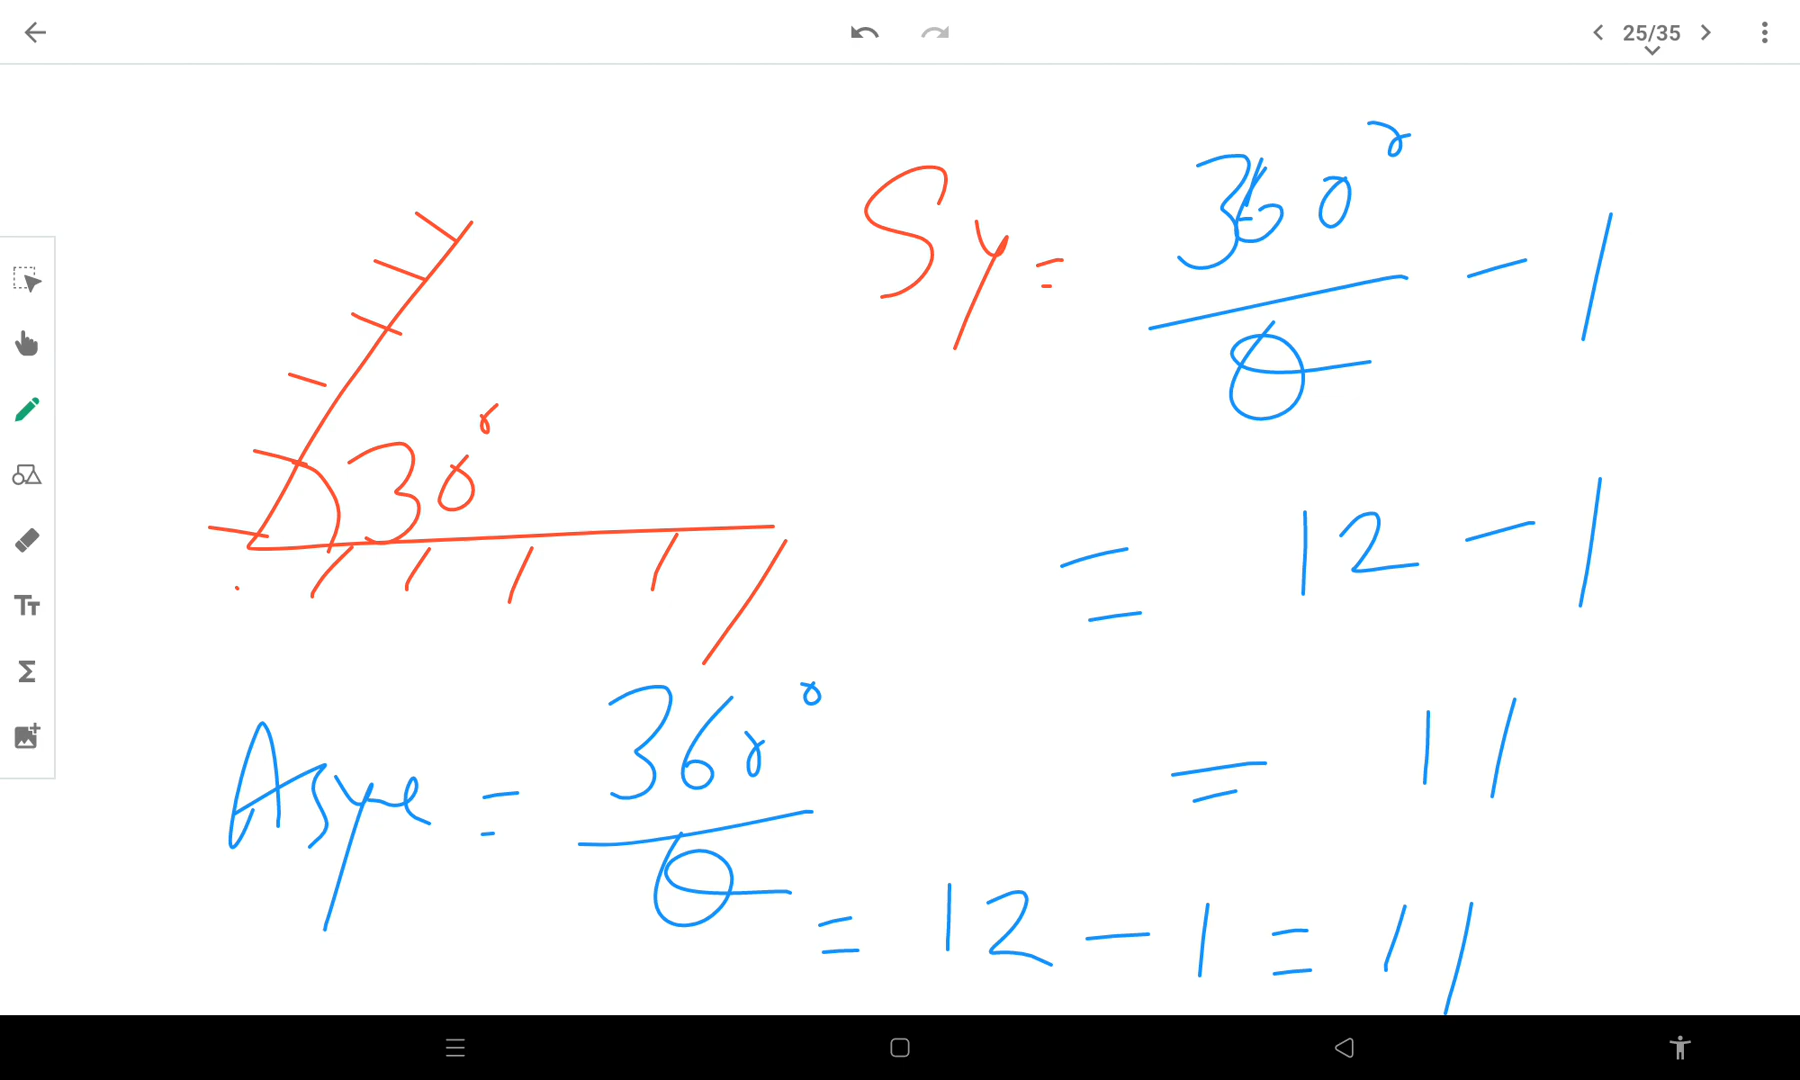 25/35
Sy = 360° / θ - 1
30°
= 12 - 1
= 11
Asye = 360° / θ = 12 - 1 = 11